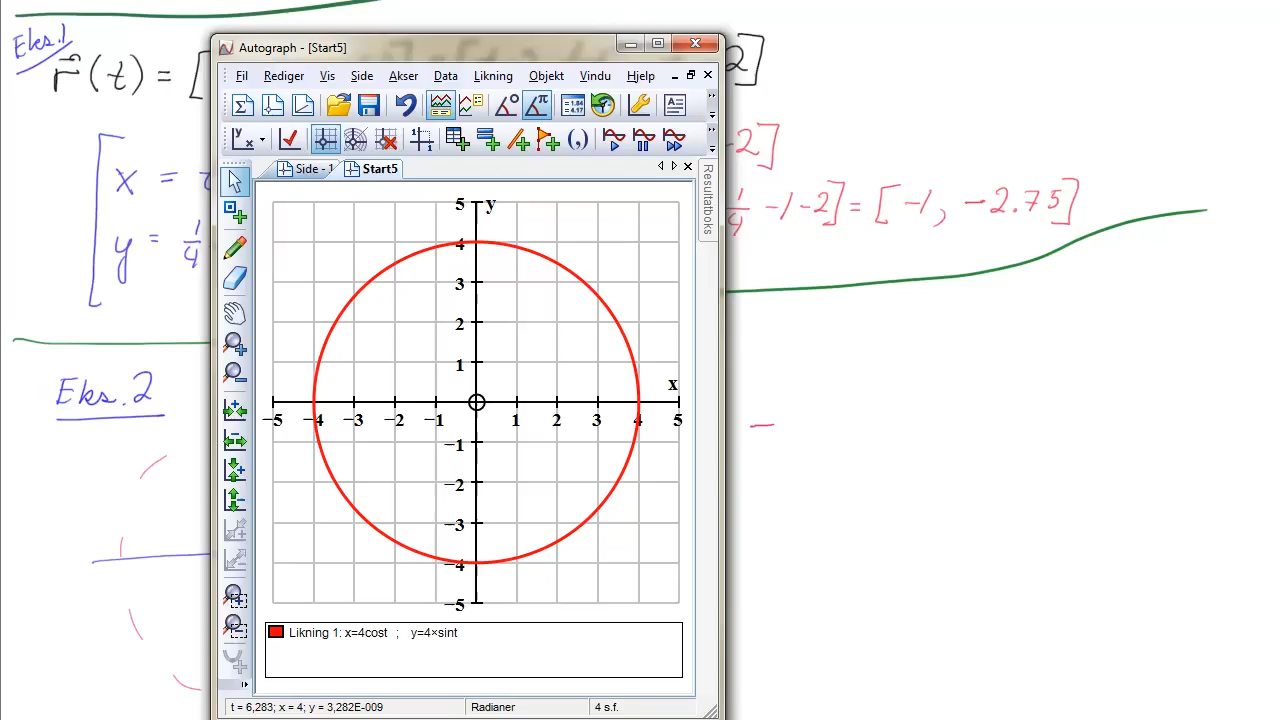 Eks.1
r⃗(t) = [
2]
x =
y = 1/4
-2]
1/4 -1-2] = [-1, -2.75]
Eks.2
Autograph - [Start5]
Fil Rediger Vis Side Akser Data Likning Objekt Vindu Hjelp
Side - 1 Start5
Resultatboks
5 y
4
3
2
1
x
−5 −4 −3 −2 −1 1 2 3 4 5
−1
−2
−3
−4
−5
Likning 1: x=4cost ; y=4×sint
t = 6,283; x = 4; y = 3,282E-009 Radianer 4 s.f.